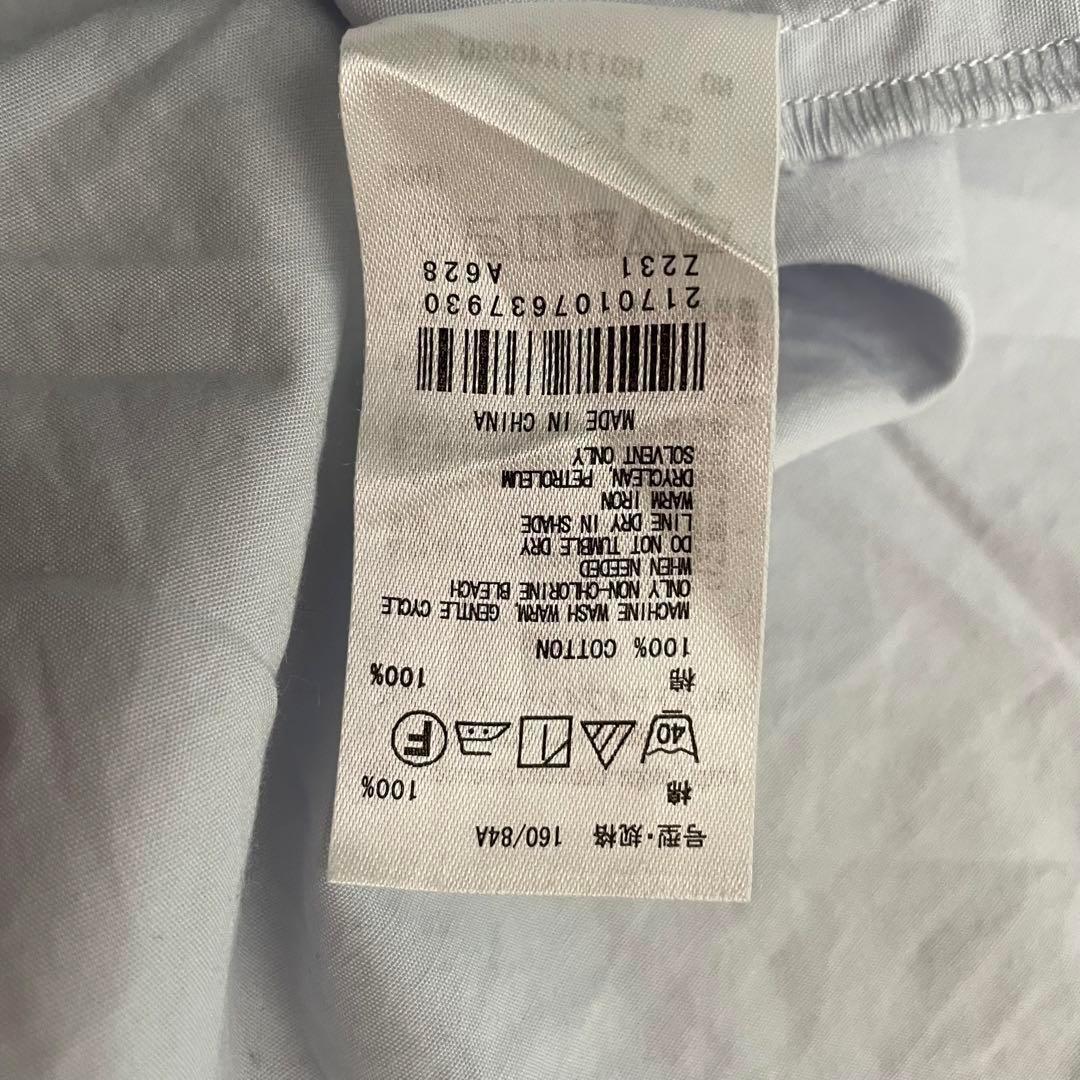 号型·规格 160/84A
棉 100%
40 F
棉 100%
100% COTTON
MACHINE WASH WARM, GENTLE CYCLE
ONLY NON-CHLORINE BLEACH
WHEN NEEDED
DO NOT TUMBLE DRY
LINE DRY IN SHADE
WARM IRON
DRYCLEAN, PETROLEUM
SOLVENT ONLY
MADE IN CHINA
2170107637930
Z231 A628